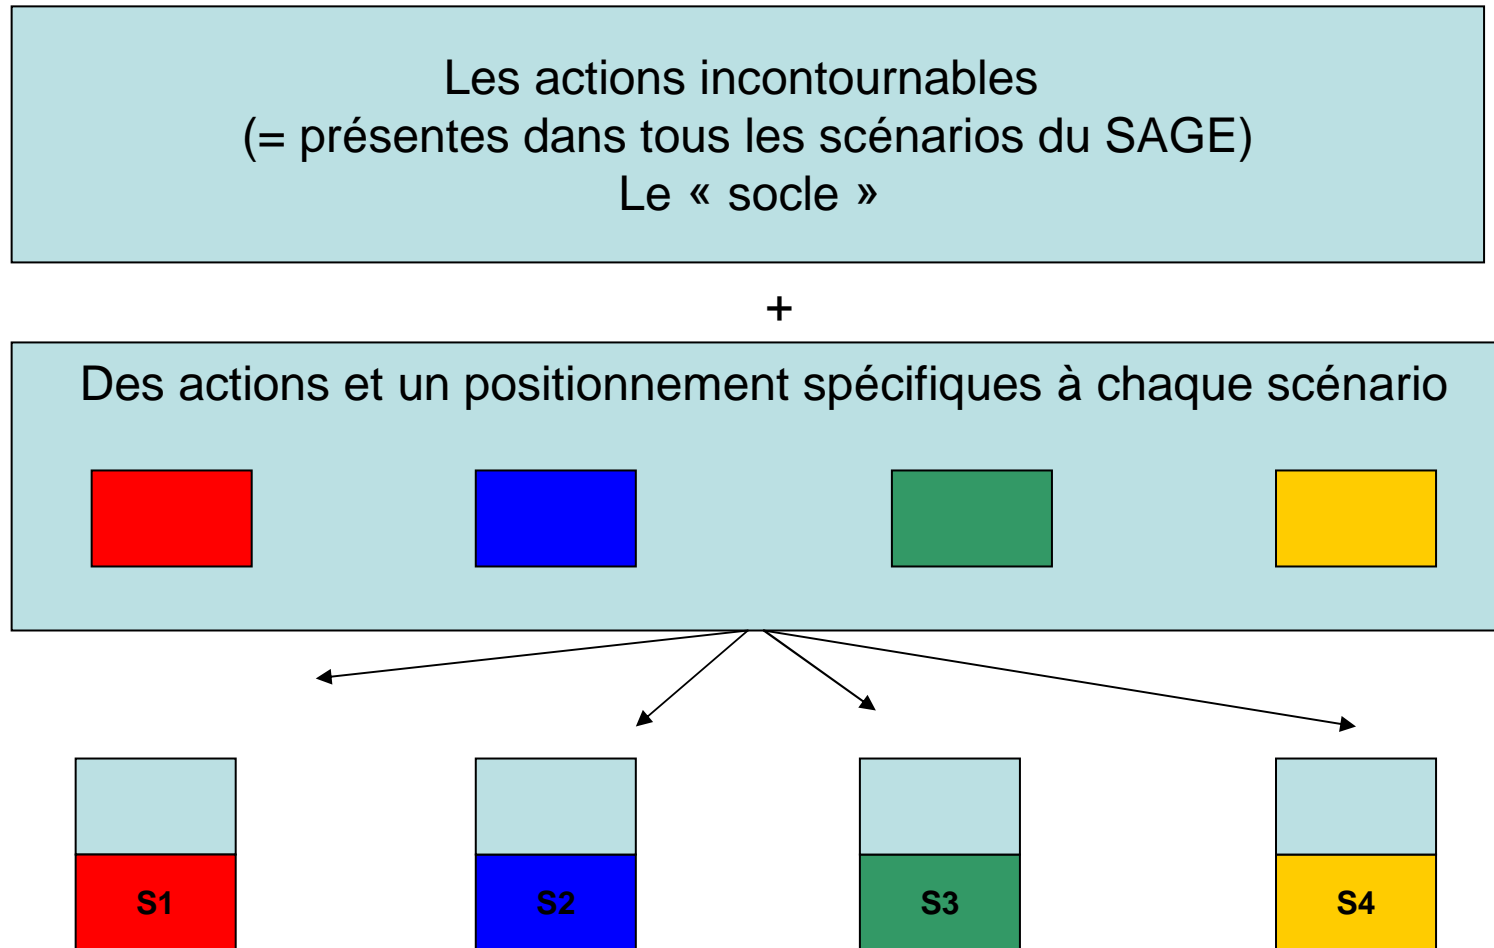 Les actions incontournables
(= présentes dans tous les scénarios du SAGE)
Le « socle »
+
Des actions et un positionnement spécifiques à chaque scénario
S1
S2
S3
S4